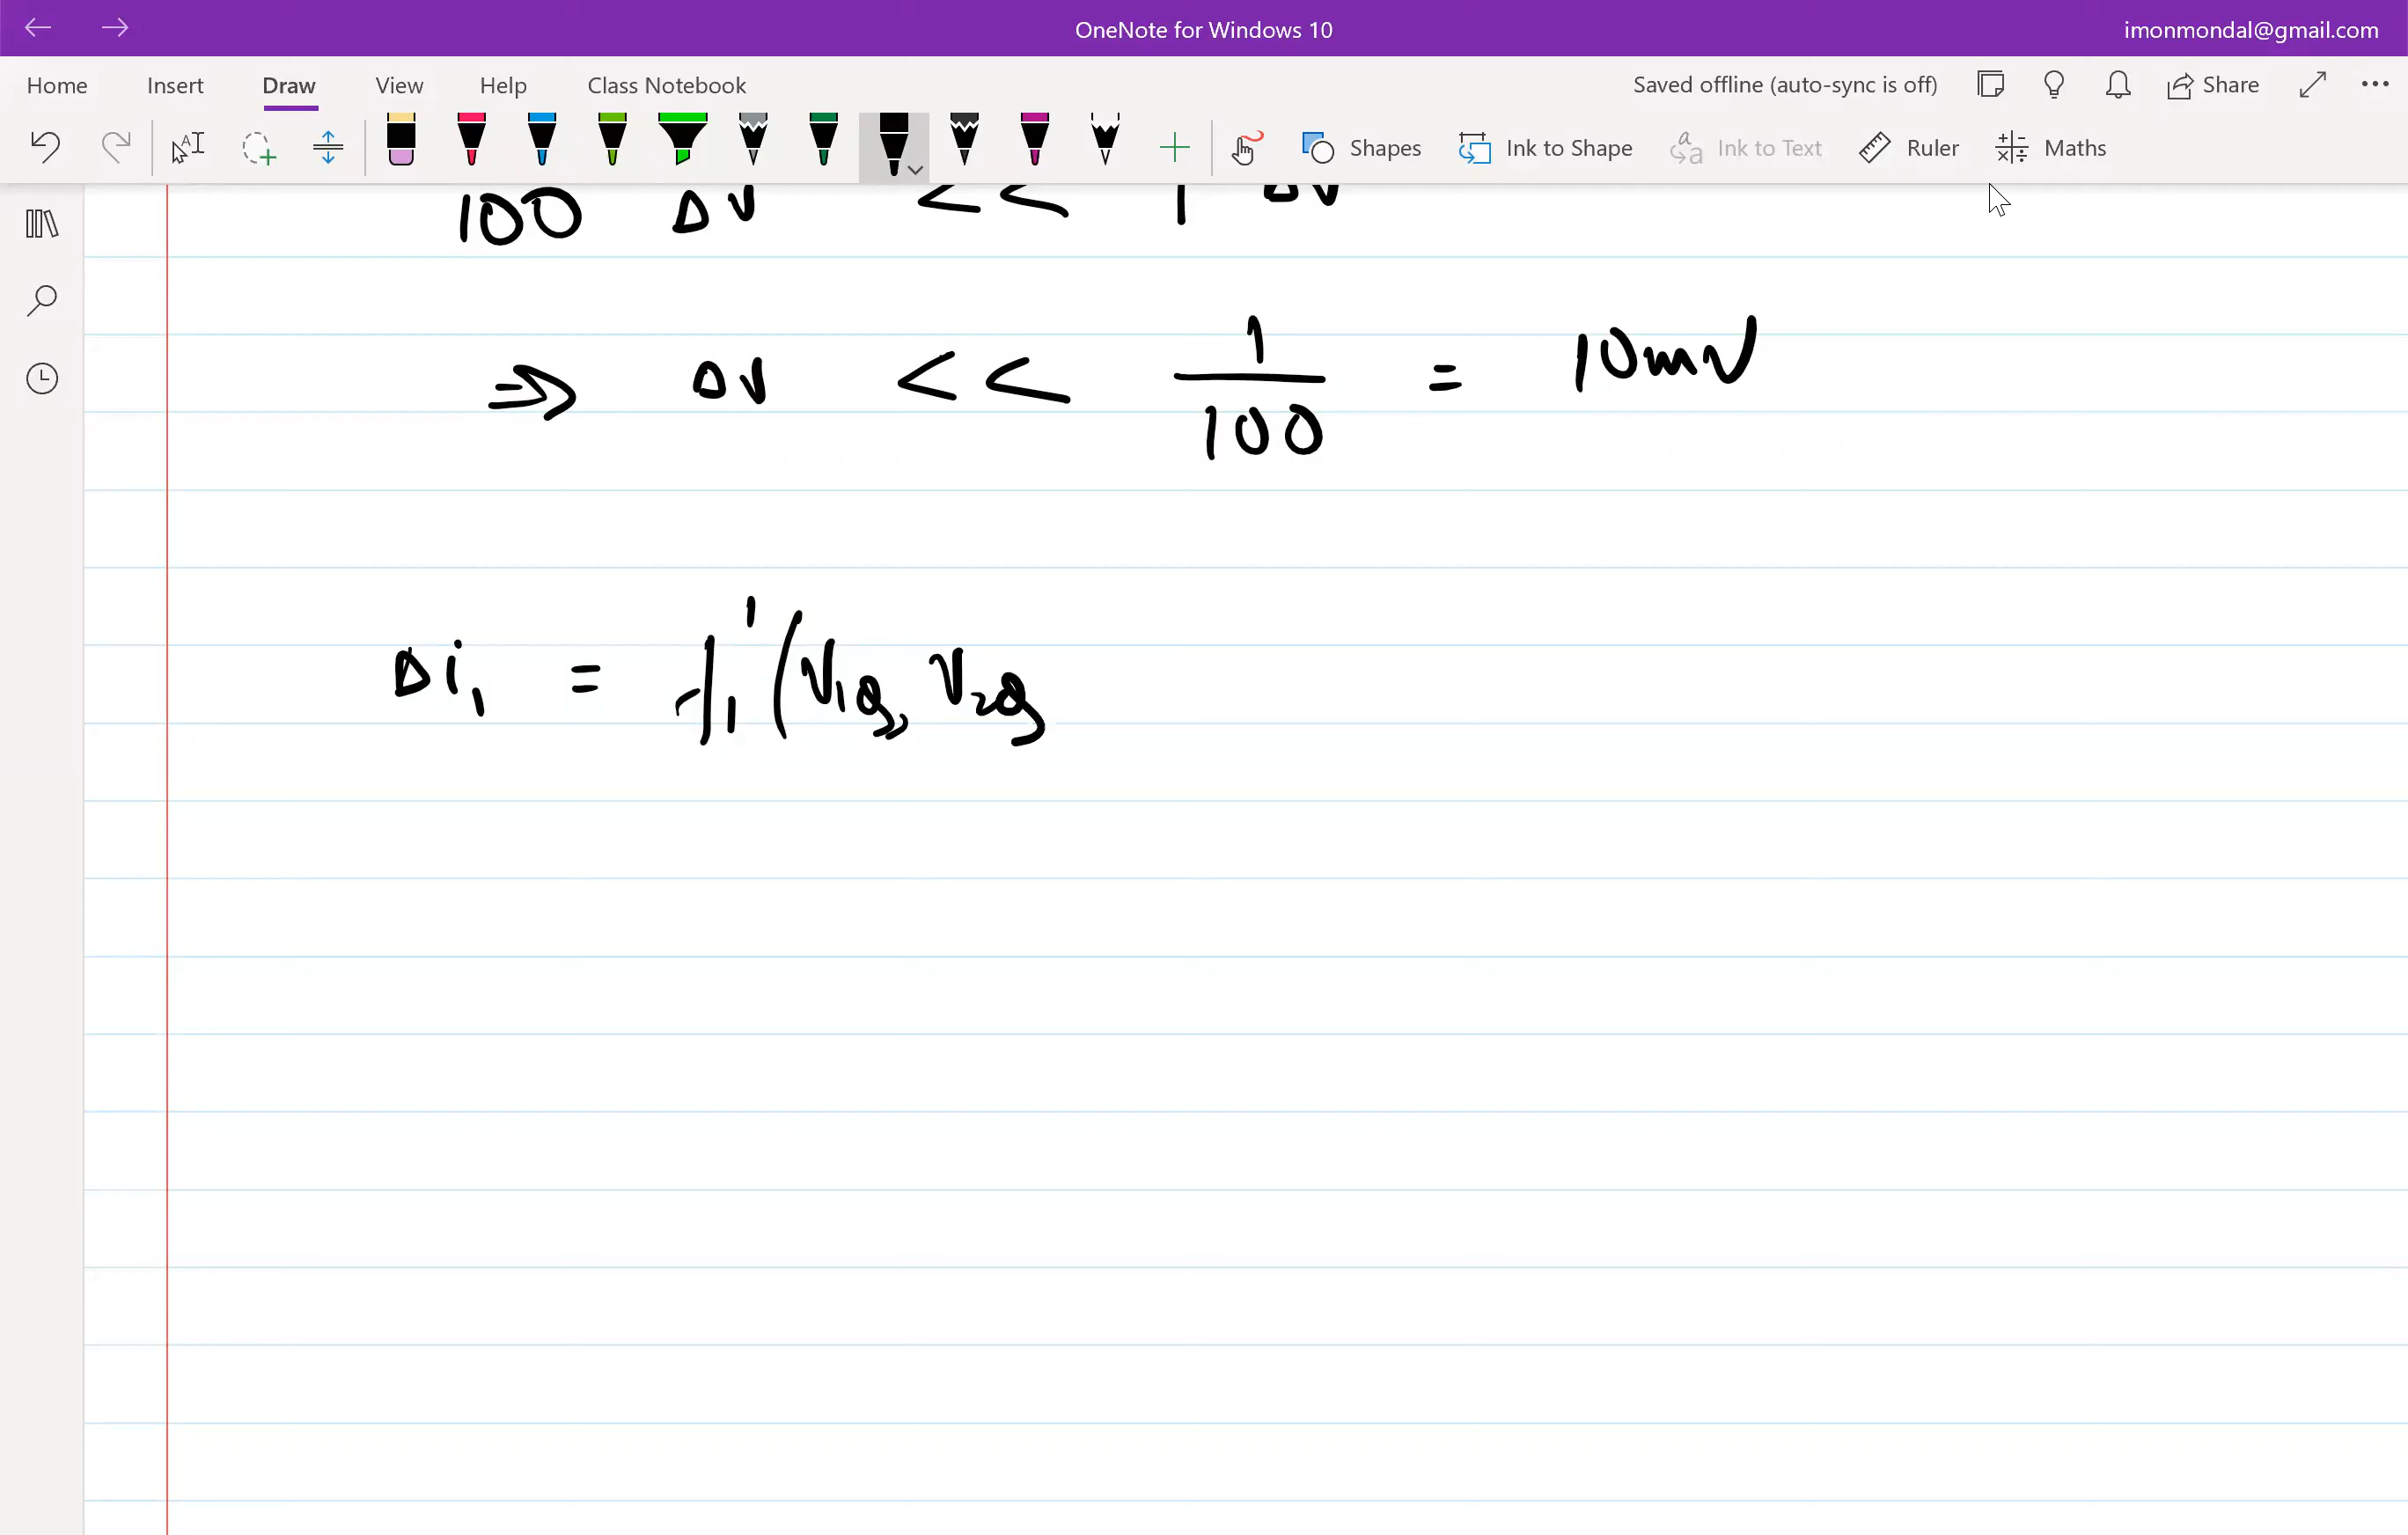 OneNote for Windows 10
imonmondal@gmail.com
Home Insert Draw View Help Class Notebook
Saved offline (auto-sync is off) Share
Shapes Ink to Shape Ink to Text Ruler Maths
100 Δv << 1 Δv
⇒ Δv << 1/100 = 10mV
Δi₁ = f₁'(V₁Q, V₂Q